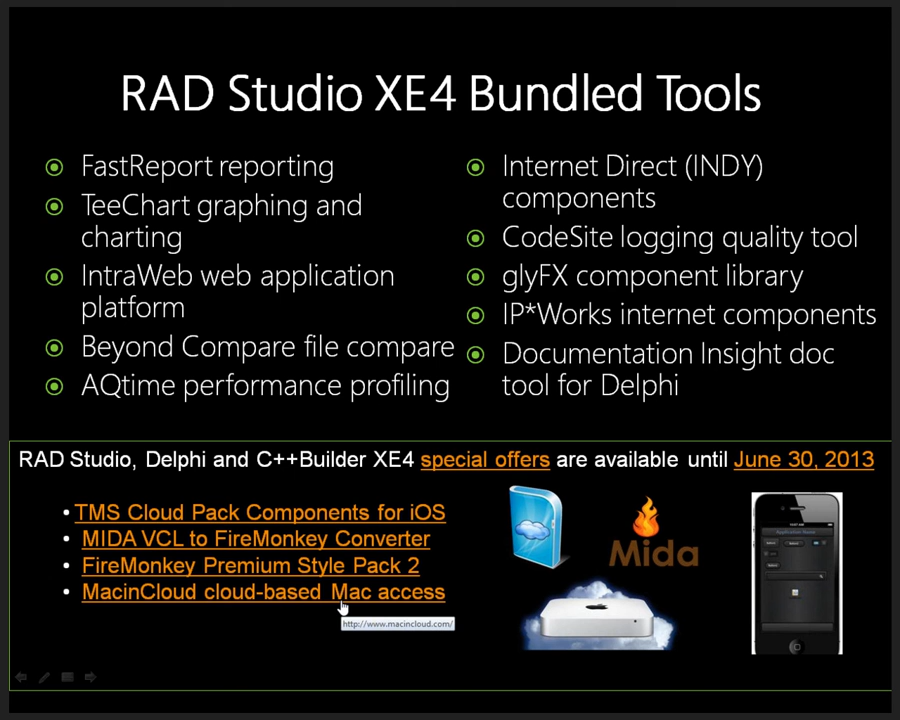 RAD Studio XE4 Bundled Tools
FastReport reporting
TeeChart graphing and
charting
IntraWeb web application
platform
Beyond Compare file compare
AQtime performance profiling
Internet Direct (INDY)
components
CodeSite logging quality tool
glyFX component library
IP*Works internet components
Documentation Insight doc
tool for Delphi
RAD Studio, Delphi and C++Builder XE4 special offers are available until June 30, 2013
• TMS Cloud Pack Components for iOS
• MIDA VCL to FireMonkey Converter
• FireMonkey Premium Style Pack 2
• MacinCloud cloud-based Mac access
http://www.macincloud.com/
Mida